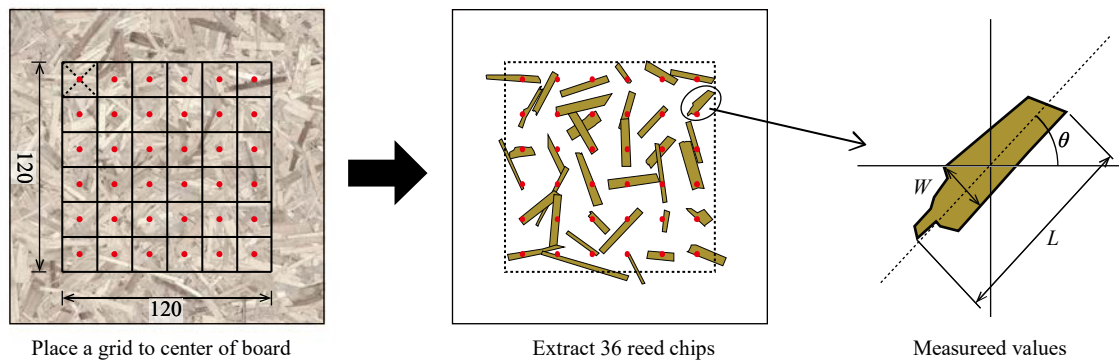 120
120
θ
W
L
Place a grid to center of board
Extract 36 reed chips
Measureed values